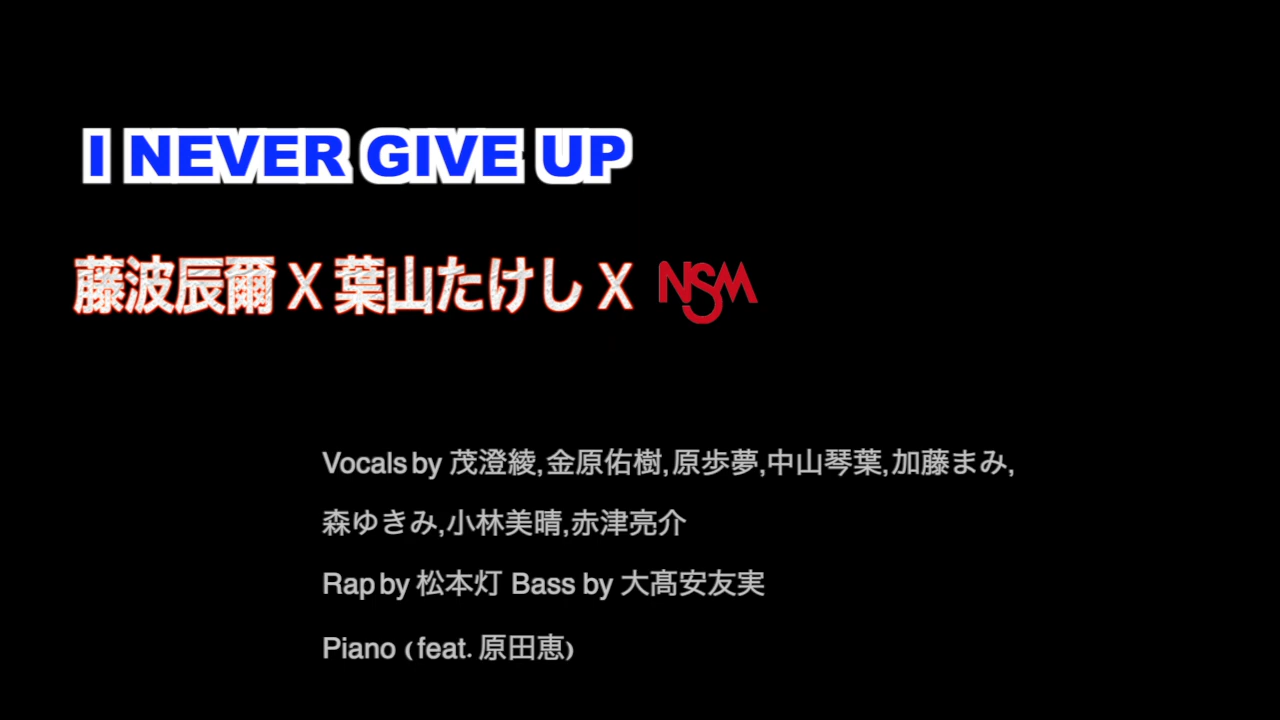 I NEVER GIVE UP
藤波辰爾 X 葉山たけし X NSM
Vocals by 茂澄綾,金原佑樹,原歩夢,中山琴葉,加藤まみ,
森ゆきみ,小林美晴,赤津亮介
Rap by 松本灯 Bass by 大髙安友実
Piano (feat. 原田恵)